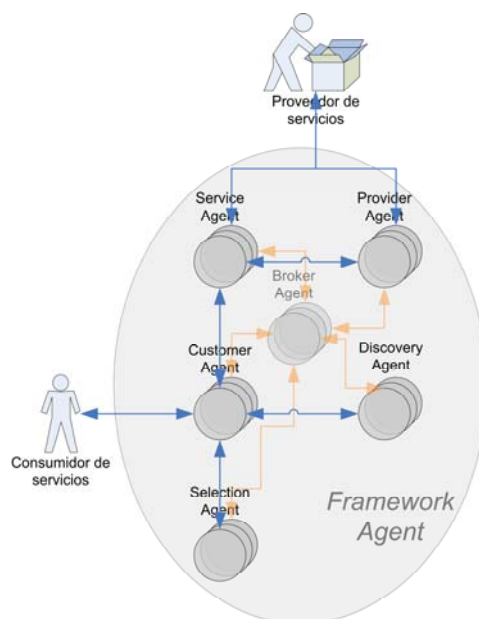 Proveedor de
servicios
Service
Agent
Provider
Agent
Broker
Agent
Customer
Agent
Discovery
Agent
Consumidor de
servicios
Selection
Agent
Framework
Agent